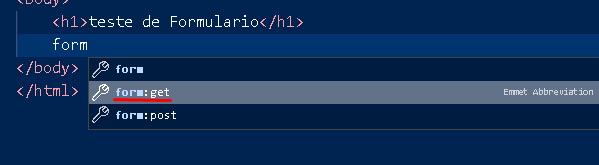 <body>
<h1>teste de Formulario</h1>
form
</body>
</html>
form
form:get Emmet Abbreviation
form:post